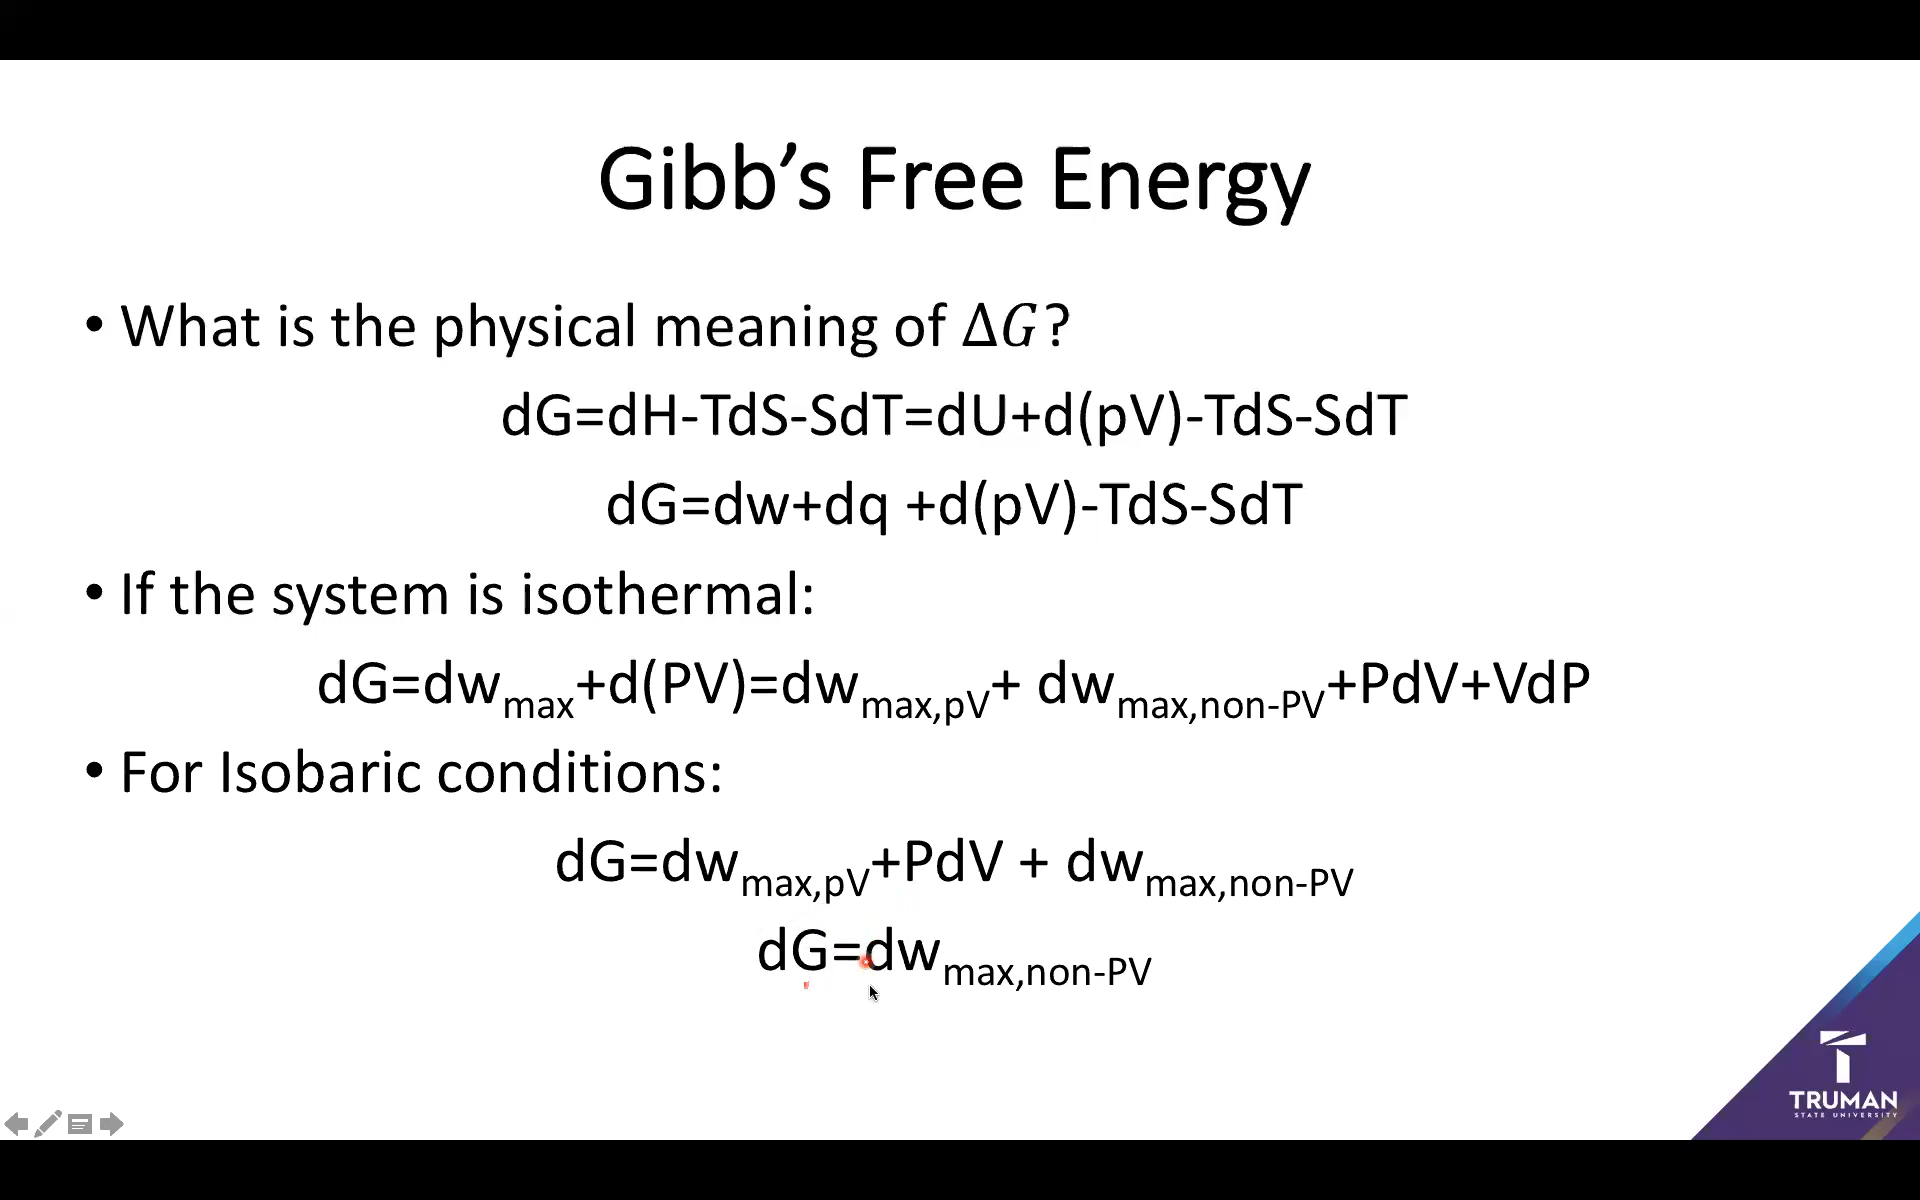 Gibb’s Free Energy
• What is the physical meaning of Δ𝐺?
dG=dH-TdS-SdT=dU+d(pV)-TdS-SdT
dG=dw+dq +d(pV)-TdS-SdT
• If the system is isothermal:
dG=dwmax+d(PV)=dwmax,pV+ dwmax,non-PV+PdV+VdP
• For Isobaric conditions:
dG=dwmax,pV+PdV + dwmax,non-PV
dG=dwmax,non-PV
TRUMAN
STATE UNIVERSITY